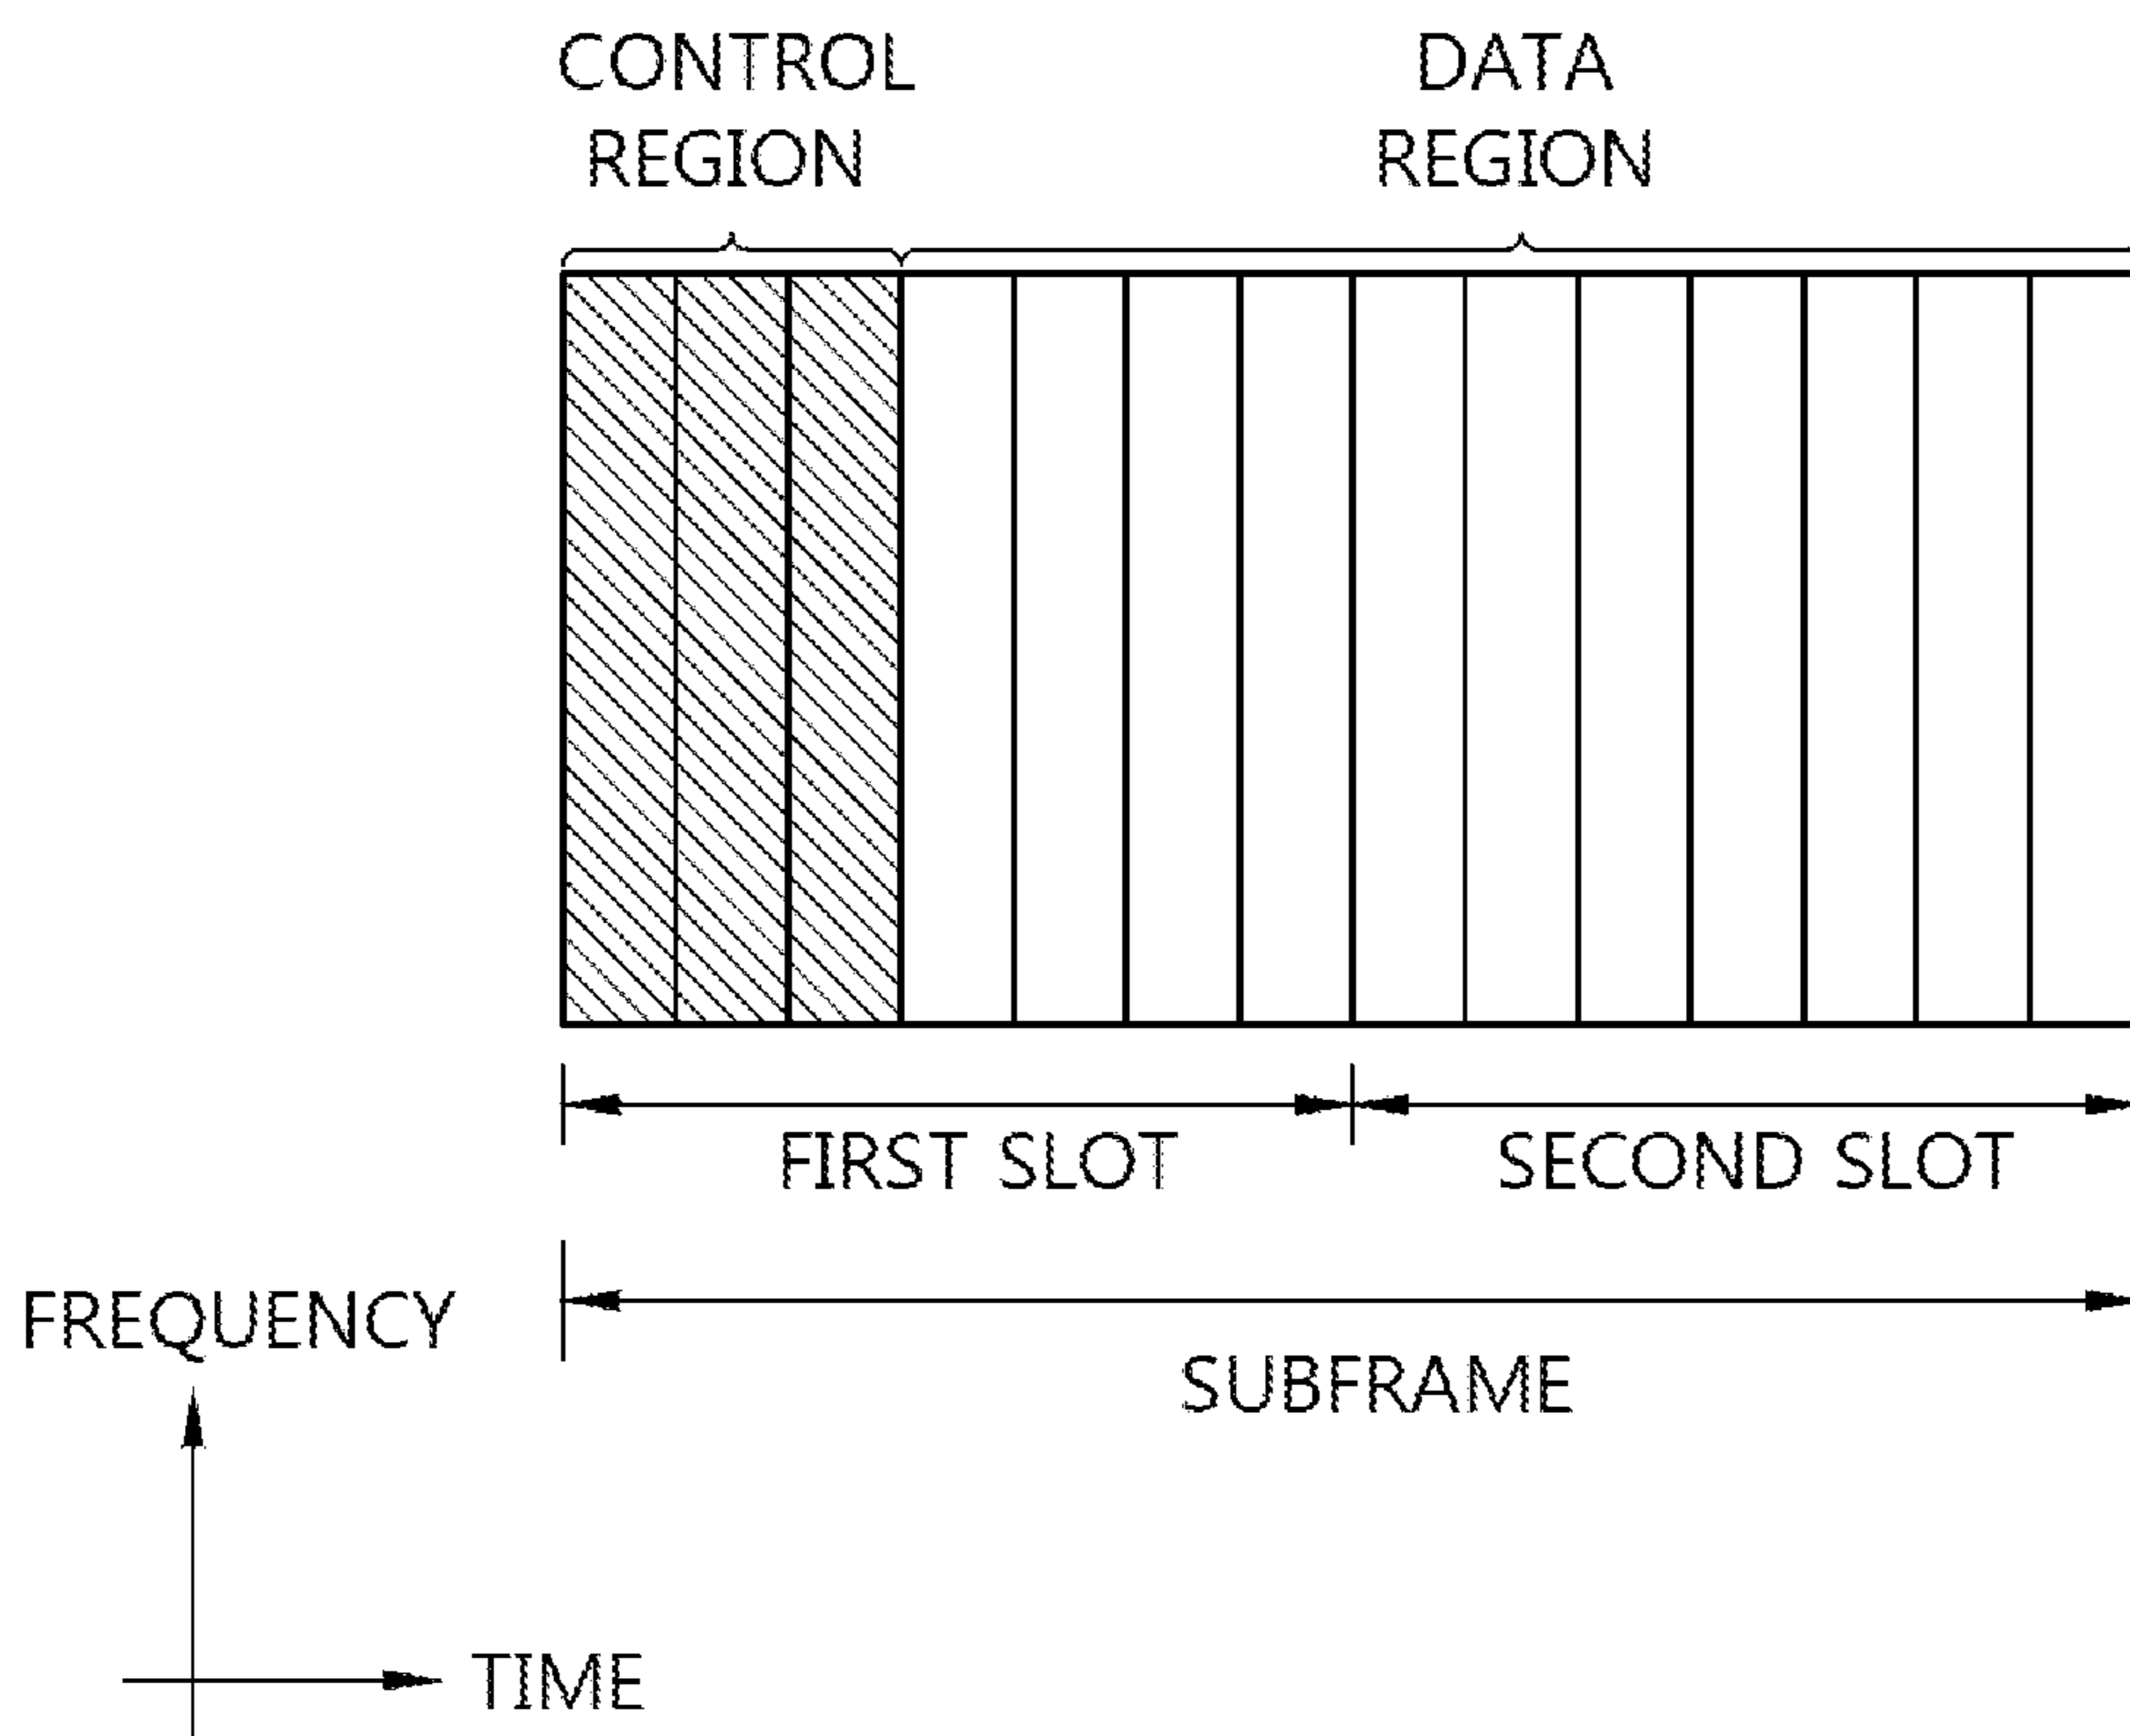 CONTROL
REGION
DATA
REGION
FIRST SLOT
SECOND SLOT
SUBFRAME
FREQUENCY
TIME